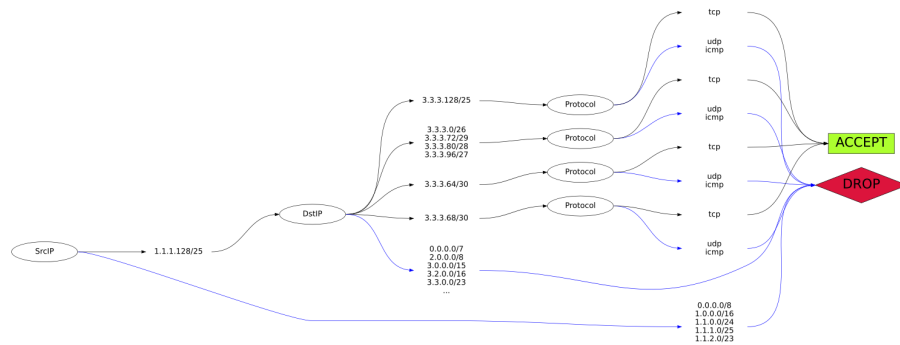 tcp
udp
icmp
tcp
3.3.3.128/25
Protocol
udp
icmp
3.3.3.0/26
3.3.3.72/29
3.3.3.80/28
3.3.3.96/27
Protocol
ACCEPT
tcp
3.3.3.64/30
Protocol
udp
icmp
DROP
DstIP
3.3.3.68/30
Protocol
tcp
SrcIP
1.1.1.128/25
udp
icmp
0.0.0.0/7
2.0.0.0/8
3.0.0.0/15
3.2.0.0/16
3.3.0.0/23
...
0.0.0.0/8
1.0.0.0/16
1.1.0.0/24
1.1.1.0/25
1.1.2.0/23